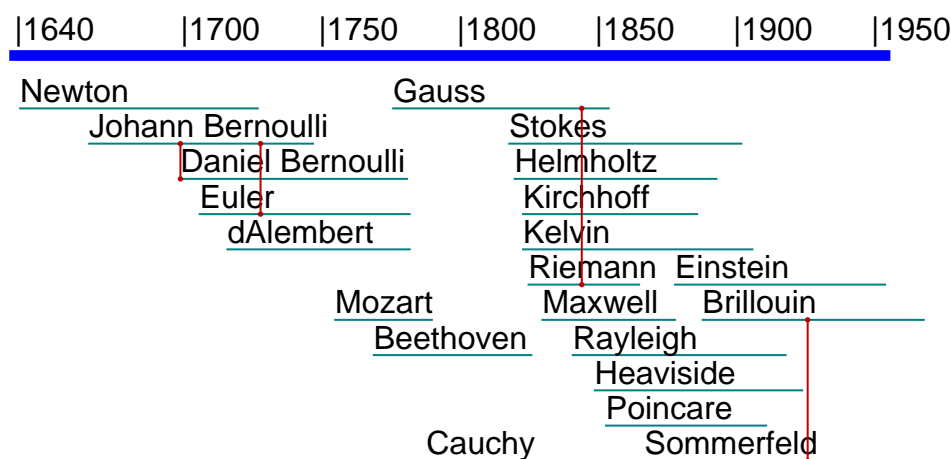 |1640 |1700 |1750 |1800 |1850 |1900 |1950
Newton Gauss
Johann Bernoulli Stokes
Daniel Bernoulli Helmholtz
Euler Kirchhoff
dAlembert Kelvin
Riemann Einstein
Mozart Maxwell Brillouin
Beethoven Rayleigh
Heaviside
Poincare
Cauchy Sommerfeld